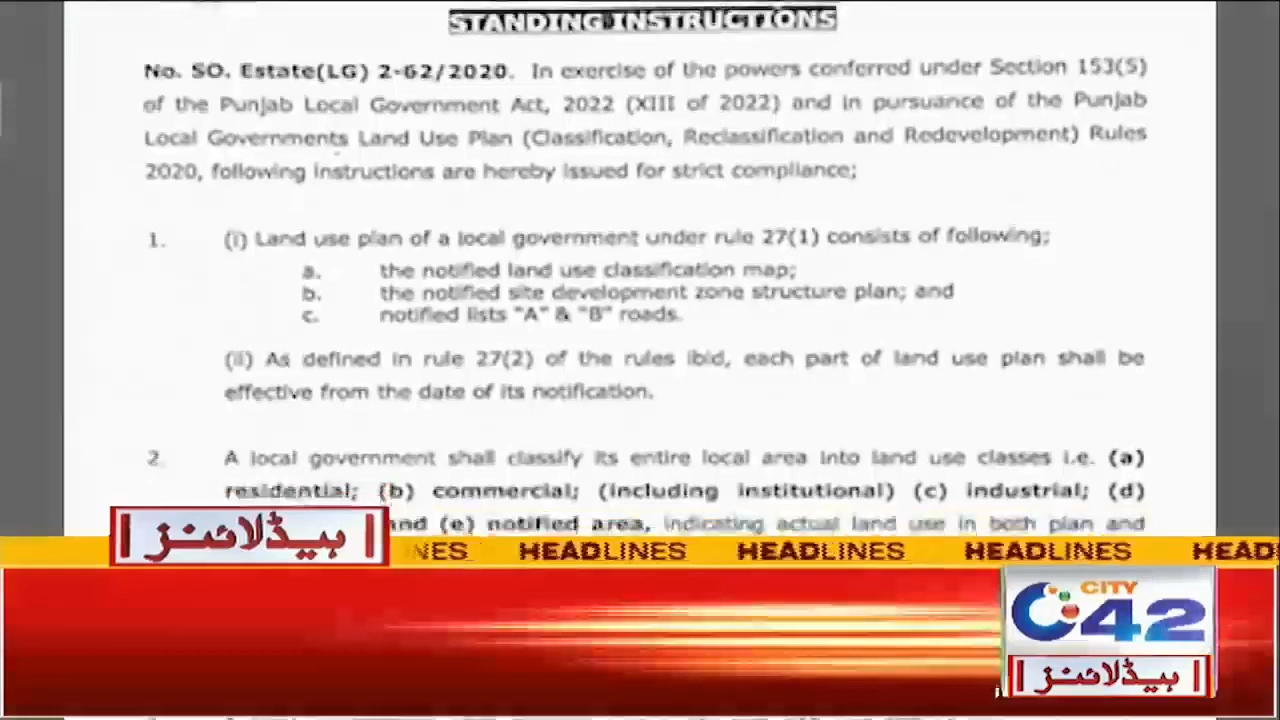 STANDING INSTRUCTIONS
No. SO. Estate(LG) 2-62/2020. In exercise of the powers conferred under Section 153(5)
of the Punjab Local Government Act, 2022 (XIII of 2022) and in pursuance of the Punjab
Local Governments Land Use Plan (Classification, Reclassification and Redevelopment) Rules
2020, following instructions are hereby issued for strict compliance;
1. (i) Land use plan of a local government under rule 27(1) consists of following;
a. the notified land use classification map;
b. the notified site development zone structure plan; and
c. notified lists "A" & "B" roads.
(ii) As defined in rule 27(2) of the rules ibid, each part of land use plan shall be
effective from the date of its notification.
2. A local government shall classify its entire local area into land use classes i.e. (a)
residential; (b) commercial; (including institutional) (c) industrial; (d)
and (e) notified area, indicating actual land use in both plan and
ہیڈلائنز
NES HEADLINES HEADLINES HEADLINES HEAD
CITY
42
ہیڈلائنز